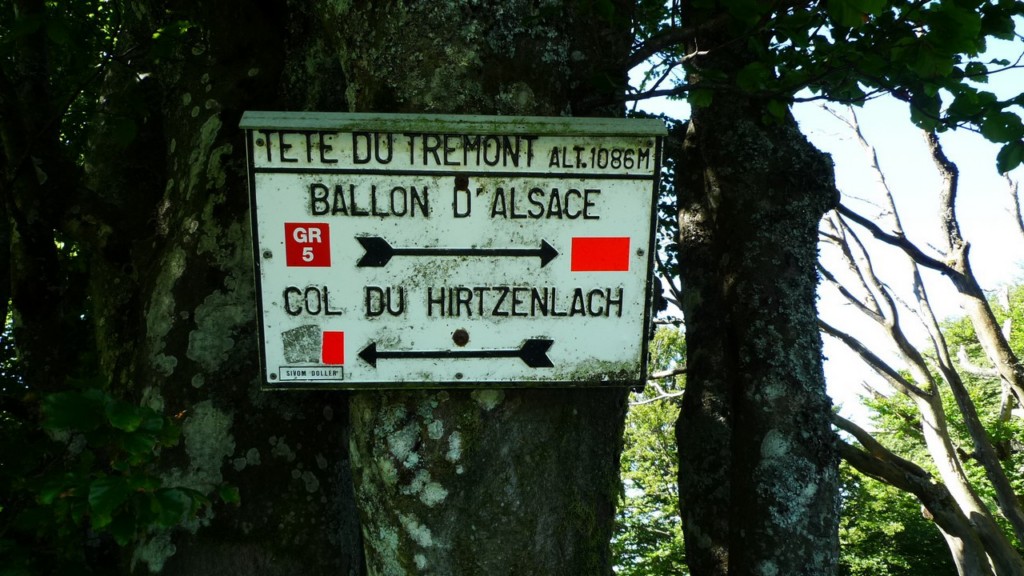 TETE DU TREMONT ALT.1086M
BALLON D'ALSACE
GR
5
COL DU HIRTZENLACH
SIVOM DOLLER